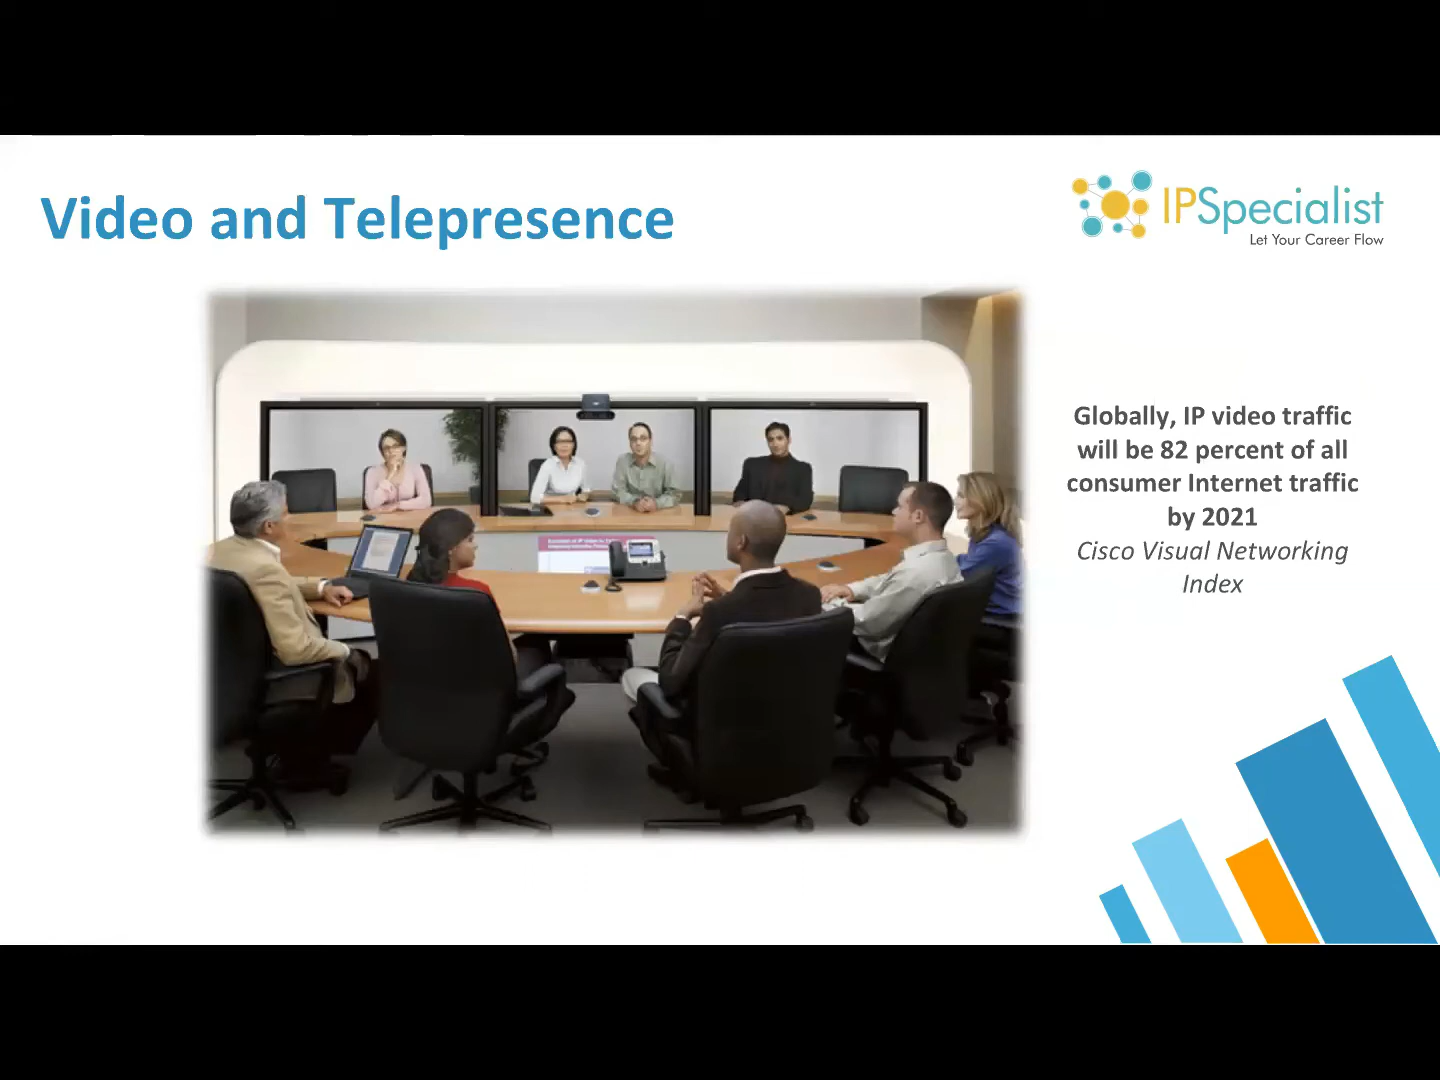 Video and Telepresence
IPSpecialist
Let Your Career Flow
Globally, IP video traffic
will be 82 percent of all
consumer Internet traffic
by 2021
Cisco Visual Networking
Index